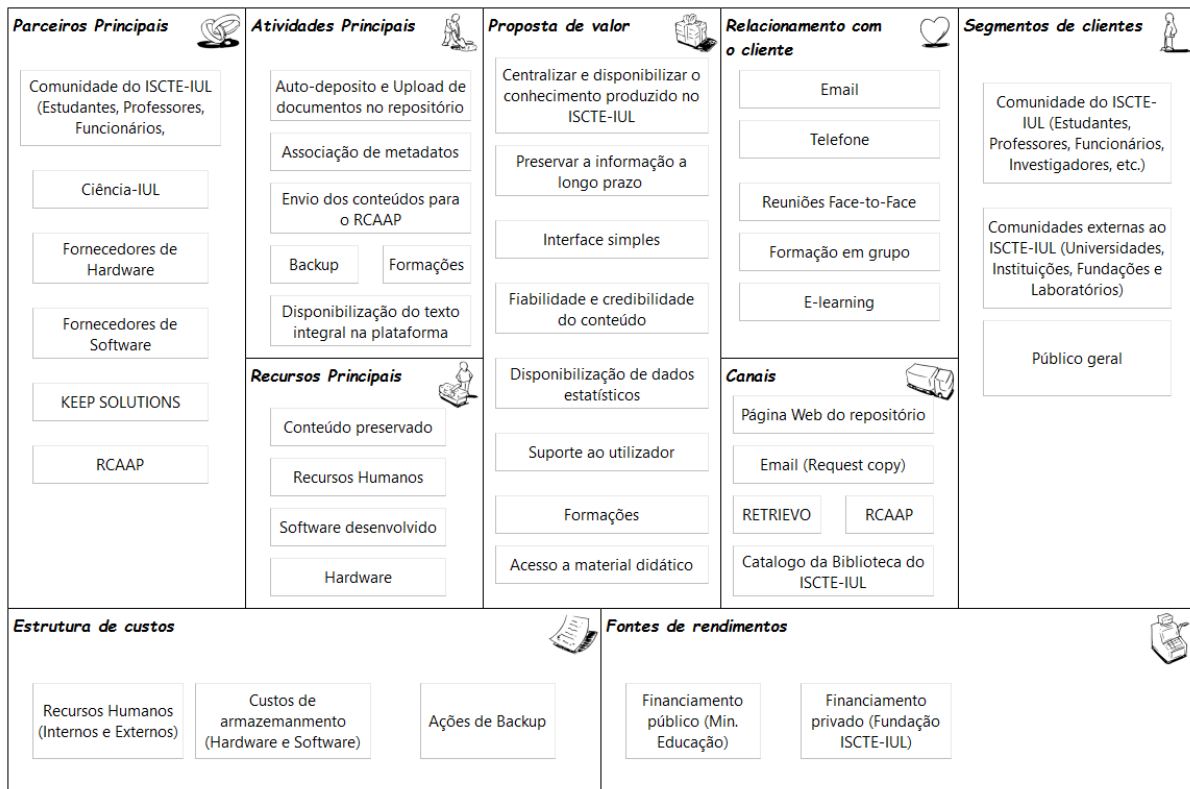 Parceiros Principais
Comunidade do ISCTE-IUL
(Estudantes, Professores,
Funcionários,
Ciência-IUL
Fornecedores de
Hardware
Fornecedores de
Software
KEEP SOLUTIONS
RCAAP
Atividades Principais
Auto-deposito e Upload de
documentos no repositório
Associação de metadatos
Envio dos conteúdos para
o RCAAP
Backup
Formações
Disponibilização do texto
integral na plataforma
Recursos Principais
Conteúdo preservado
Recursos Humanos
Software desenvolvido
Hardware
Proposta de valor
Centralizar e disponibilizar o
conhecimento produzido no
ISCTE-IUL
Preservar a informação a
longo prazo
Interface simples
Fiabilidade e credibilidade
do conteúdo
Disponibilização de dados
estatísticos
Suporte ao utilizador
Formações
Acesso a material didático
Relacionamento com
o cliente
Email
Telefone
Reuniões Face-to-Face
Formação em grupo
E-learning
Canais
Página Web do repositório
Email (Request copy)
RETRIEVO
RCAAP
Catalogo da Biblioteca do
ISCTE-IUL
Segmentos de clientes
Comunidade do ISCTE-
IUL (Estudantes,
Professores, Funcionários,
Investigadores, etc.)
Comunidades externas ao
ISCTE-IUL (Universidades,
Instituições, Fundações e
Laboratórios)
Público geral
Estrutura de custos
Recursos Humanos
(Internos e Externos)
Custos de
armazemanmento
(Hardware e Software)
Ações de Backup
Fontes de rendimentos
Financiamento
público (Min.
Educação)
Financiamento
privado (Fundação
ISCTE-IUL)